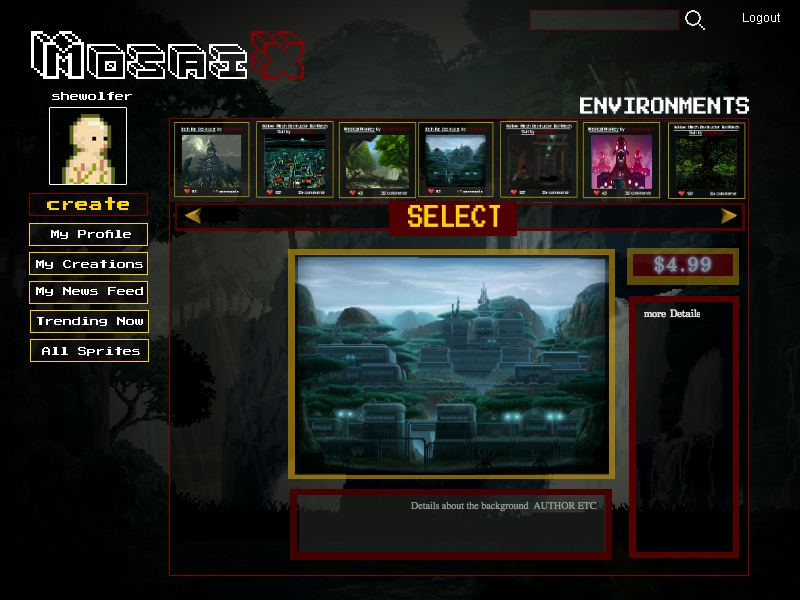 Logout
MosaiX
shewolfer
ENVIRONMENTS
create
SELECT
My Profile
My Creations
My News Feed
Trending Now
All Sprites
$4.99
more Details
Details about the background AUTHOR ETC